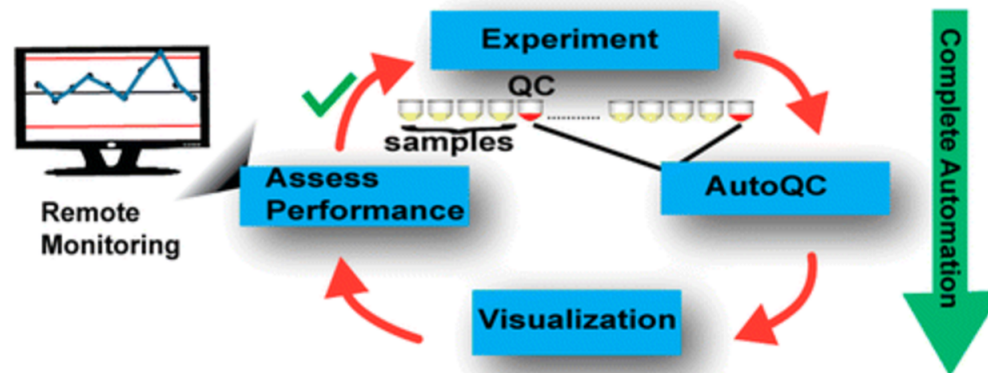 Experiment
QC
samples
Assess
Performance
AutoQC
Remote
Monitoring
Visualization
Complete Automation